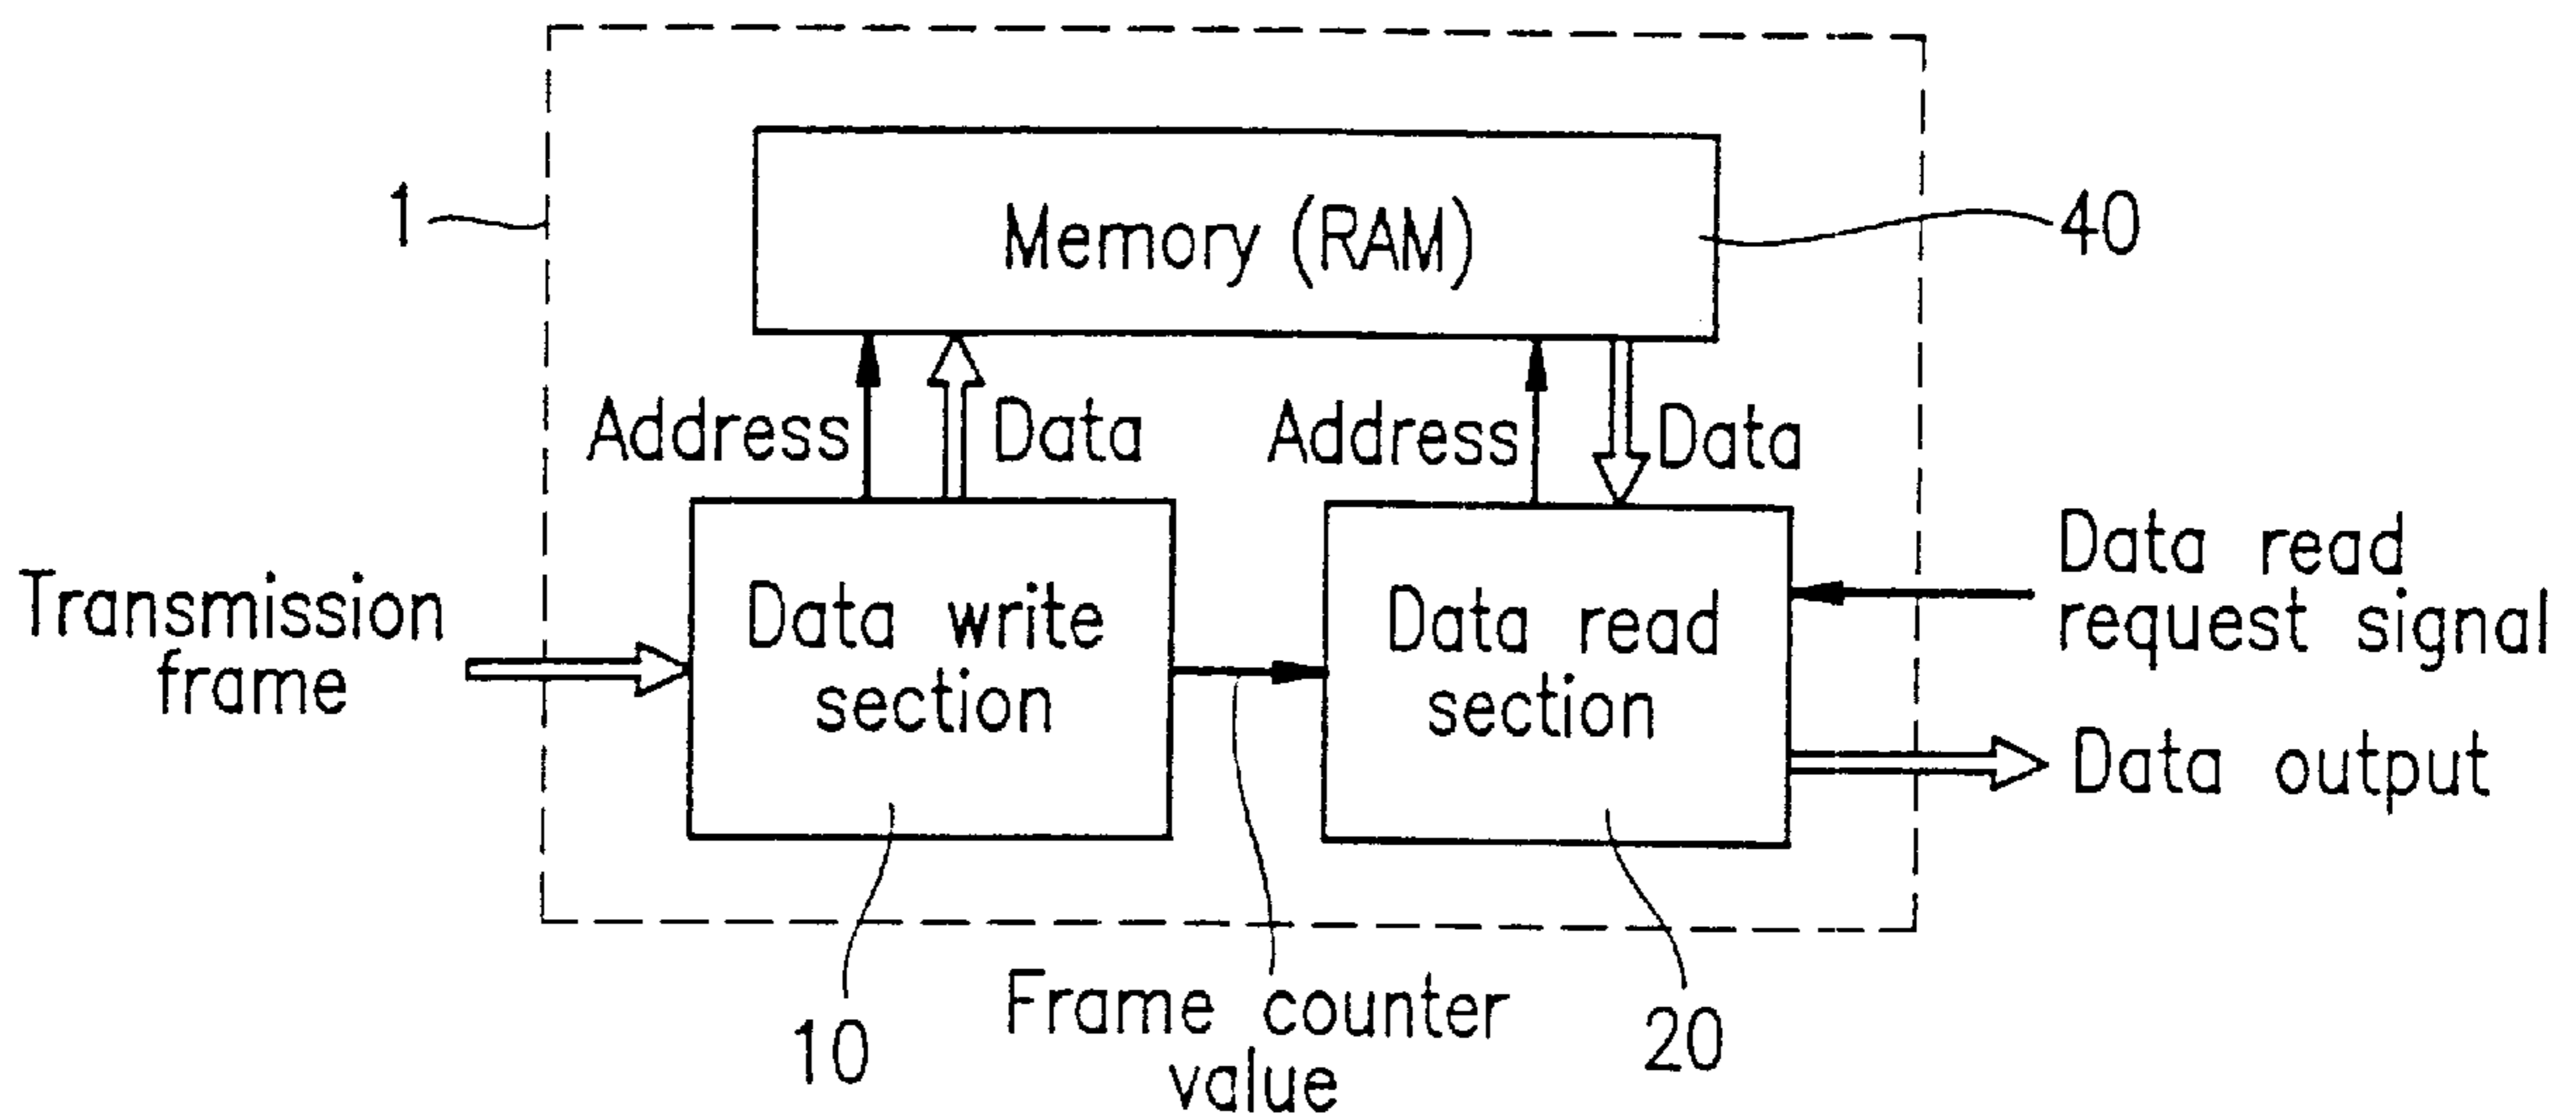 1
Memory (RAM)
40
Address
Data
Address
Data
Transmission
frame
Data write
section
Data read
section
Data read
request signal
Data output
10
Frame counter
value
20